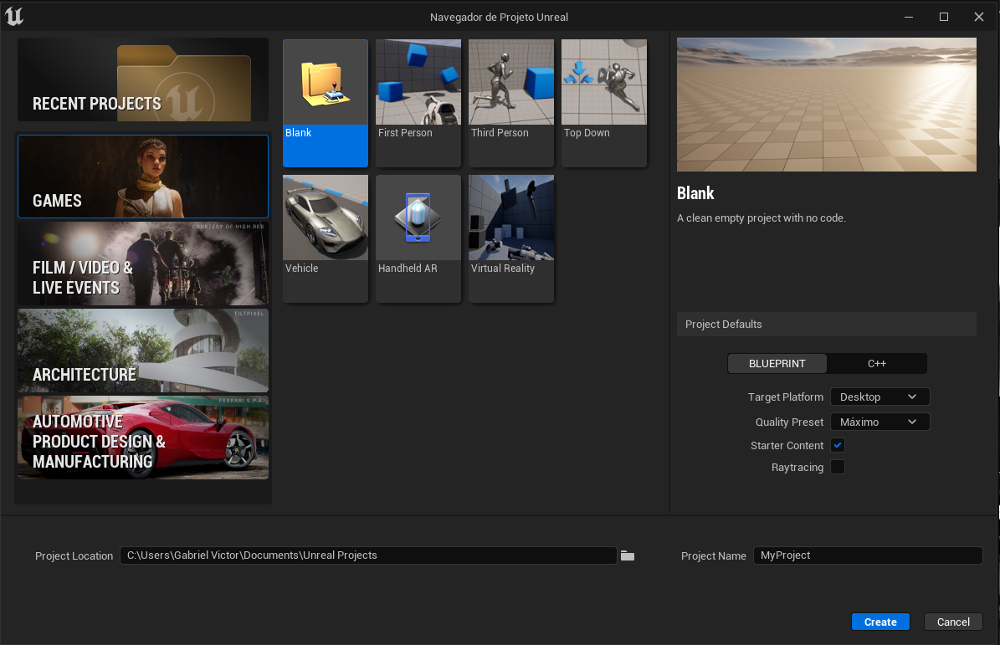 Navegador de Projeto Unreal
RECENT PROJECTS
GAMES
COURTESY OF HIGH RES
FILM / VIDEO &
LIVE EVENTS
TILTPIXEL
ARCHITECTURE
FERRARI S.P.A
AUTOMOTIVE
PRODUCT DESIGN &
MANUFACTURING
Blank
First Person
Third Person
Top Down
Vehicle
Handheld AR
Virtual Reality
Blank
A clean empty project with no code.
Project Defaults
BLUEPRINT
C++
Target Platform
Desktop
Quality Preset
Máximo
Starter Content
Raytracing
Project Location
C:\Users\Gabriel Victor\Documents\Unreal Projects
Project Name
MyProject
Create
Cancel